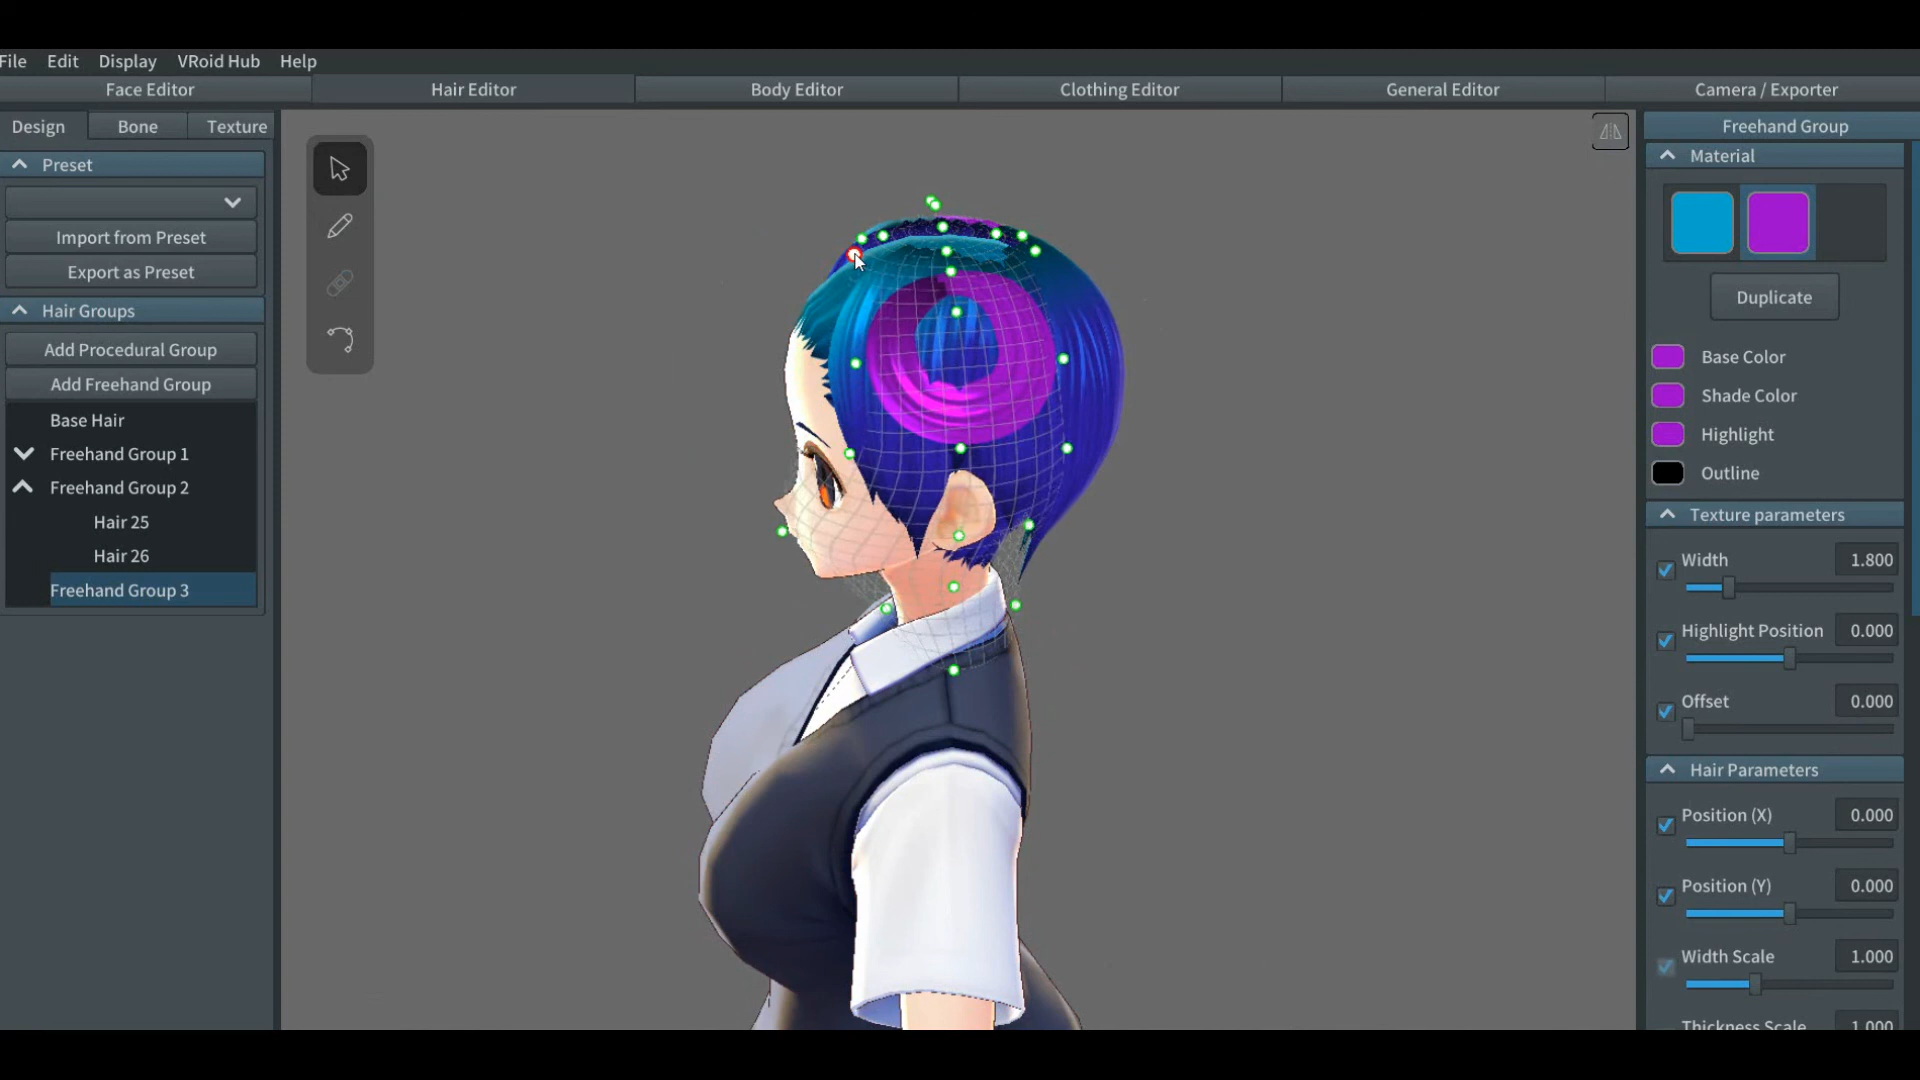 File Edit Display VRoid Hub Help
Face Editor Hair Editor Body Editor Clothing Editor General Editor Camera / Exporter
Design Bone Texture
Preset
Import from Preset
Export as Preset
Hair Groups
Add Procedural Group
Add Freehand Group
Base Hair
Freehand Group 1
Freehand Group 2
Hair 25
Hair 26
Freehand Group 3
Freehand Group
Material
Duplicate
Base Color
Shade Color
Highlight
Outline
Texture parameters
Width 1.800
Highlight Position 0.000
Offset 0.000
Hair Parameters
Position (X) 0.000
Position (Y) 0.000
Width Scale 1.000
Thickness Scale 1.000